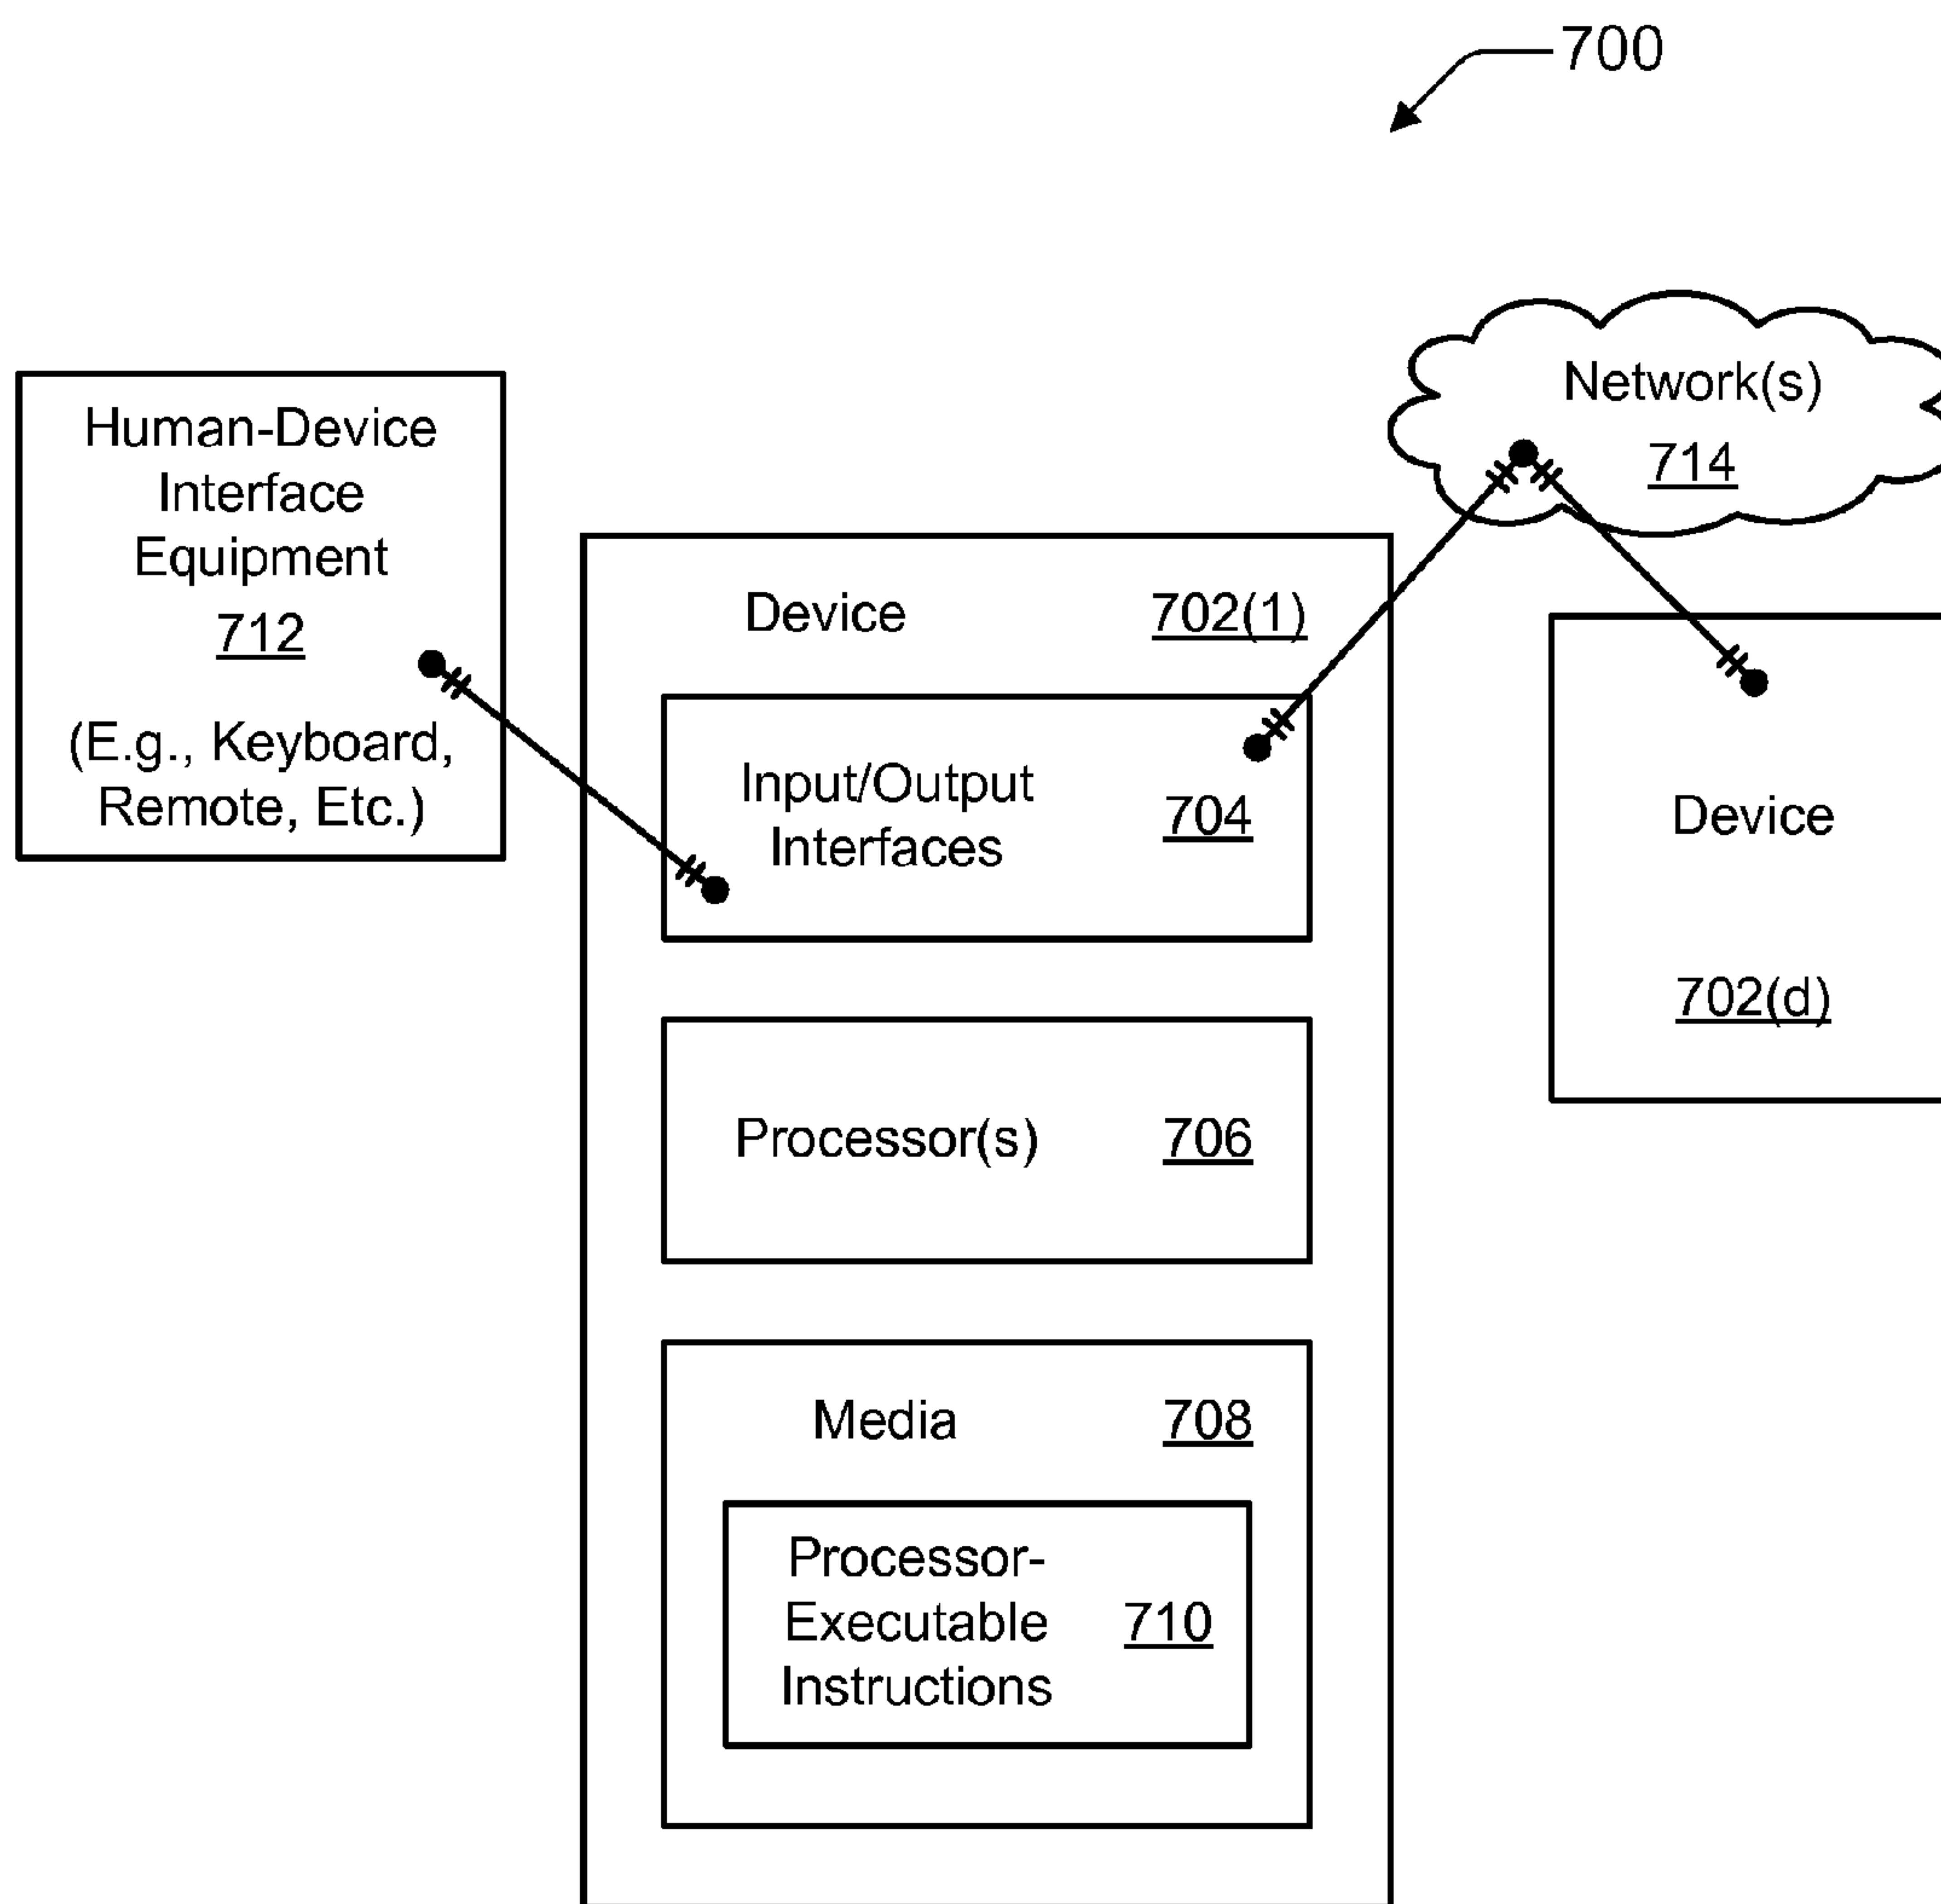 700
Network(s)
714
Human-Device
Interface
Equipment
712
(E.g., Keyboard,
Remote, Etc.)
Device 702(1)
Input/Output
Interfaces
704
Processor(s) 706
Media 708
Processor-
Executable
Instructions
710
Device
702(d)